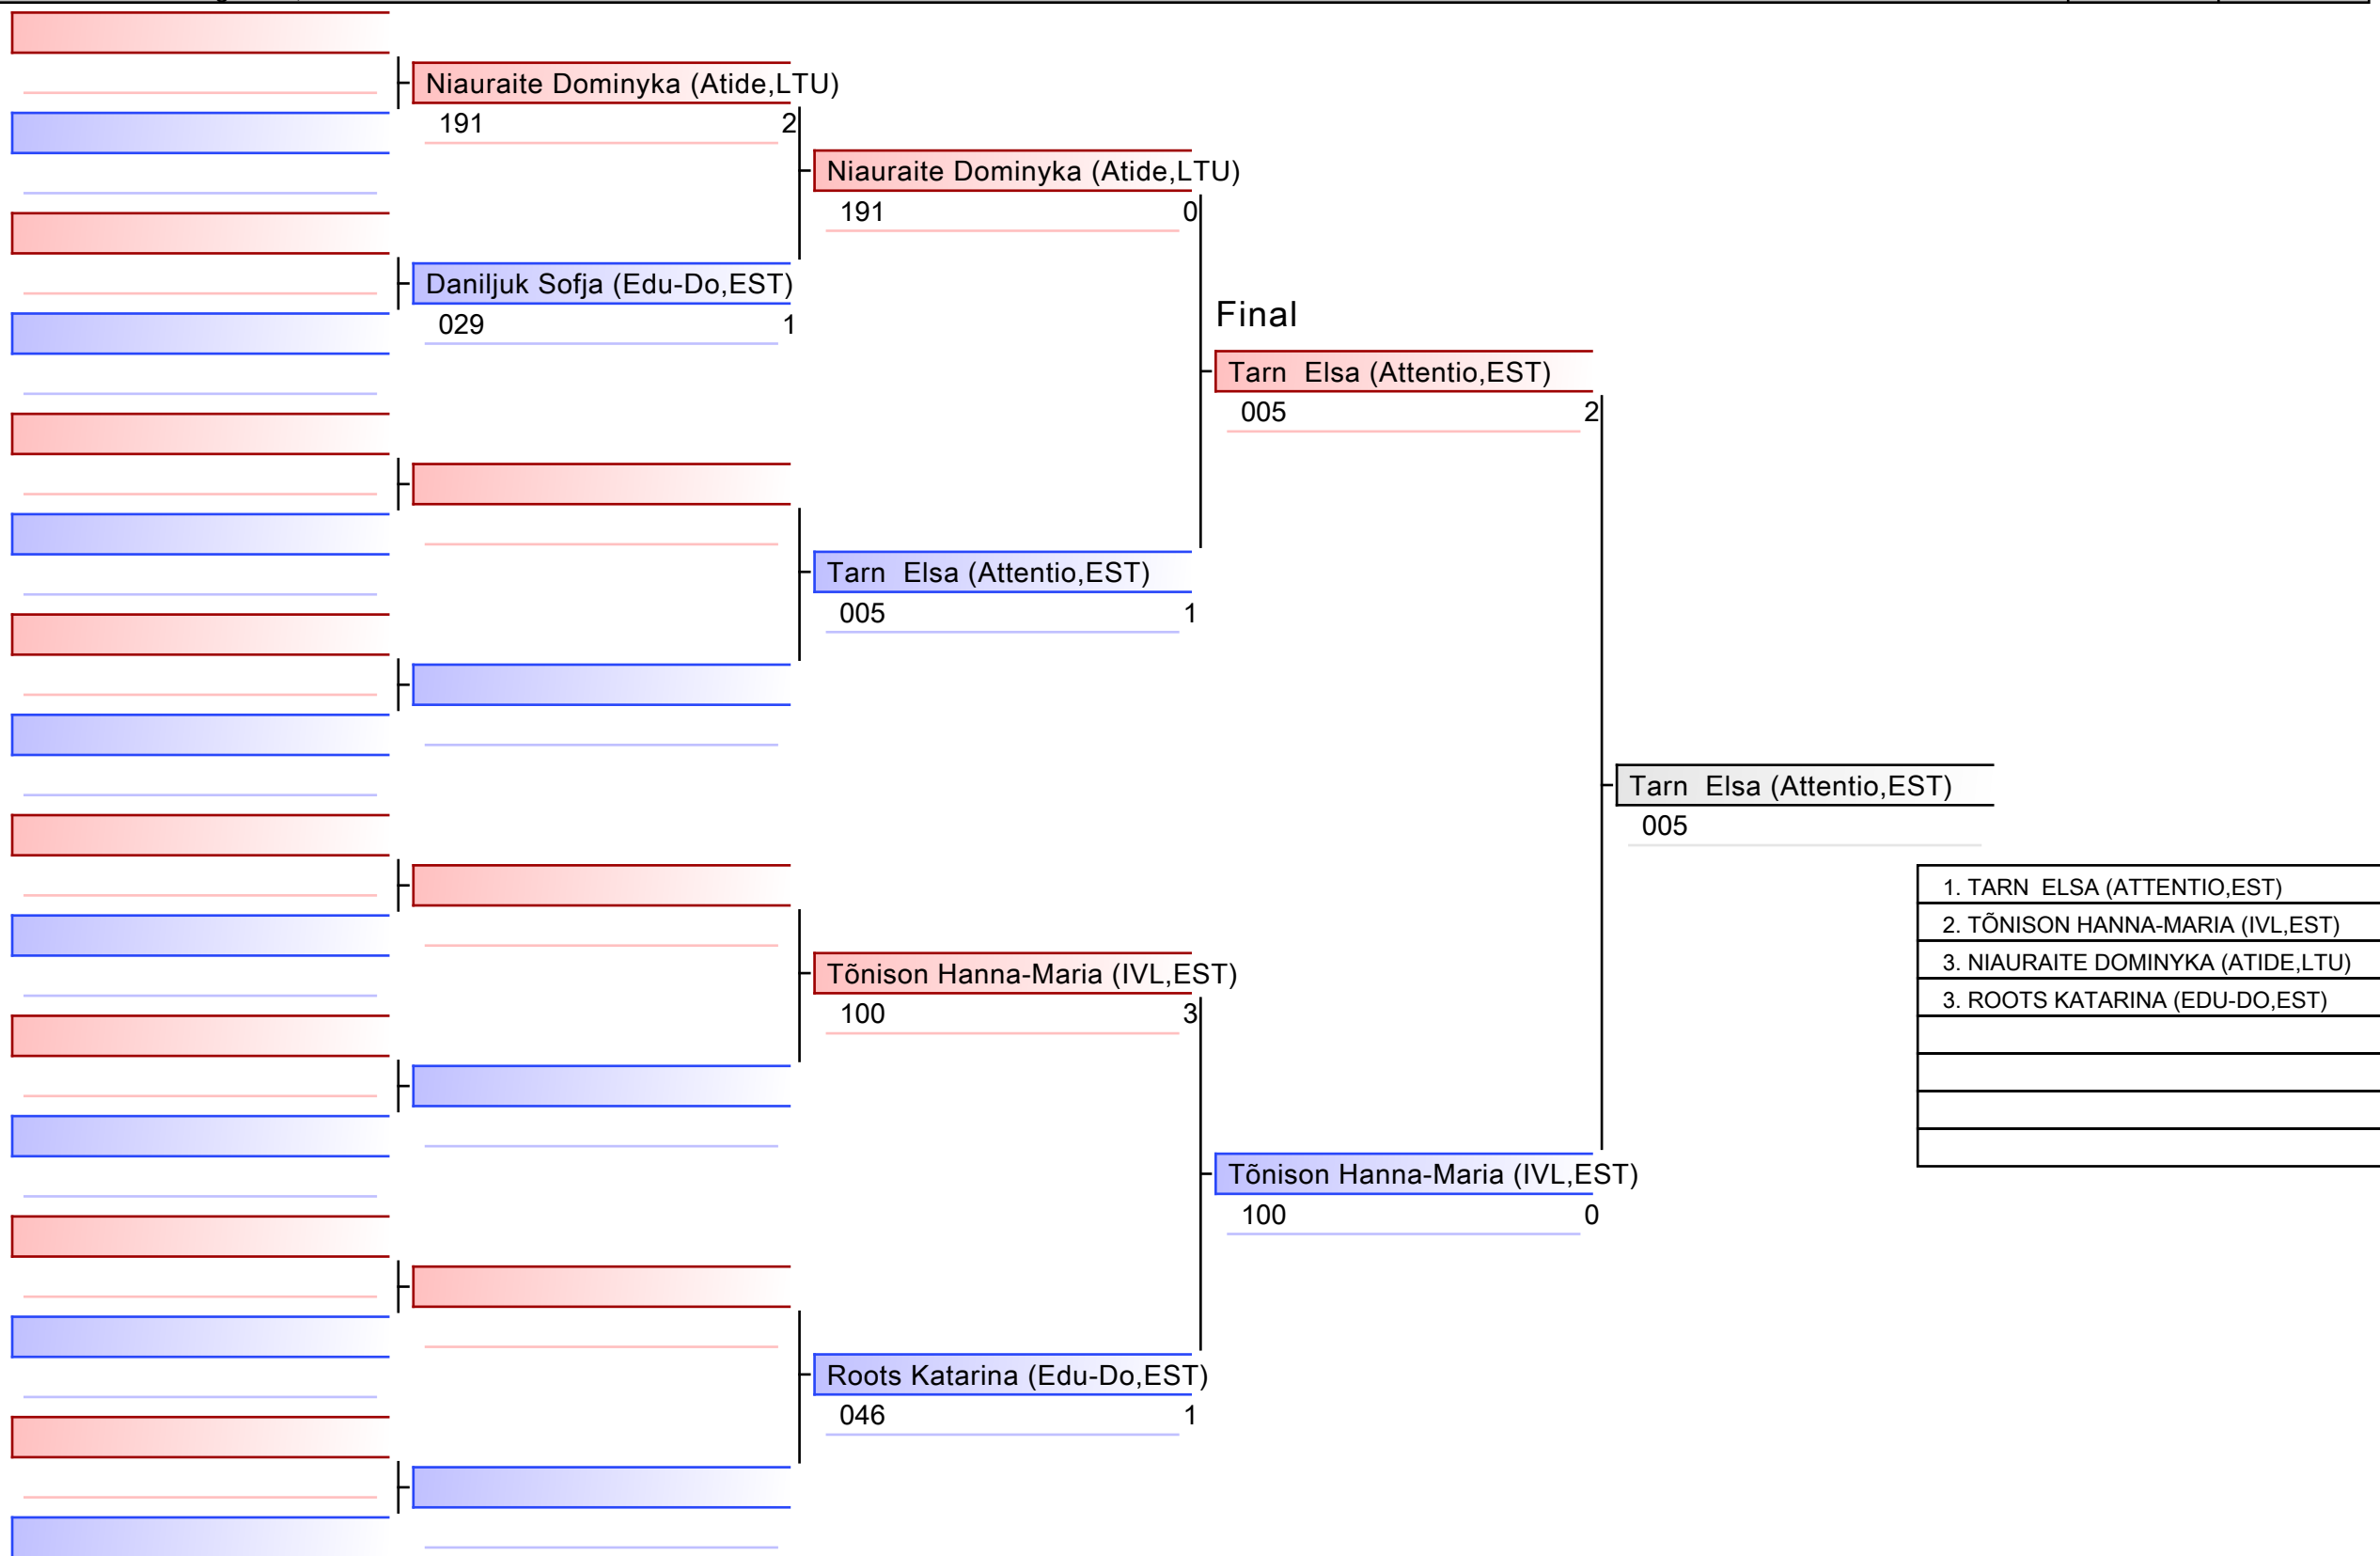 Niauraite Dominyka (Atide,LTU)
191 2
Niauraite Dominyka (Atide,LTU)
191 0
Daniljuk Sofja (Edu-Do,EST)
029 1
Final
Tarn Elsa (Attentio,EST)
005 2
Tarn Elsa (Attentio,EST)
005 1
Tarn Elsa (Attentio,EST)
005
1. TARN ELSA (ATTENTIO,EST)
2. TÕNISON HANNA-MARIA (IVL,EST)
3. NIAURAITE DOMINYKA (ATIDE,LTU)
3. ROOTS KATARINA (EDU-DO,EST)
Tõnison Hanna-Maria (IVL,EST)
100 3
Tõnison Hanna-Maria (IVL,EST)
100 0
Roots Katarina (Edu-Do,EST)
046 1